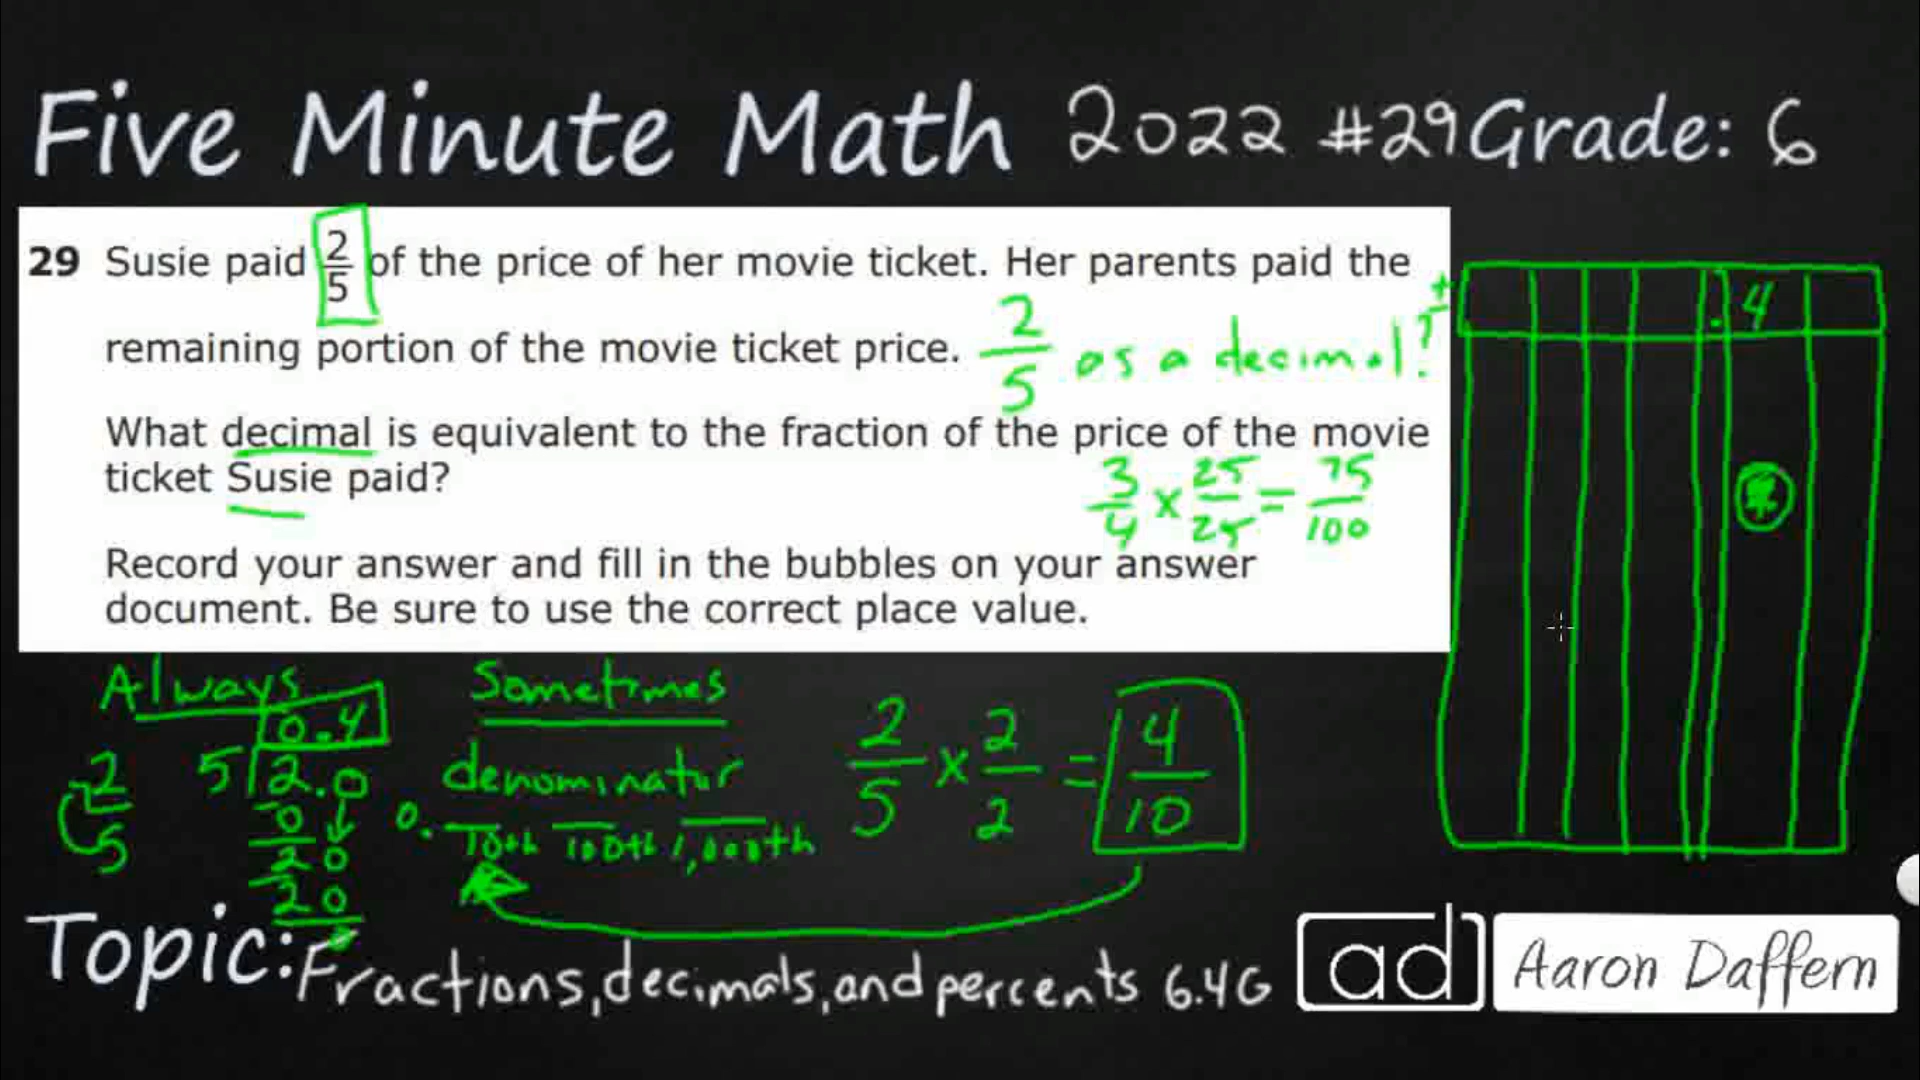 Five Minute Math 2022 #29 Grade: 6
29 Susie paid 2/5 of the price of her movie ticket. Her parents paid the
remaining portion of the movie ticket price.
2/5 as a decimal?
What decimal is equivalent to the fraction of the price of the movie
ticket Susie paid?
3/4 x 25/25 = 75/100
Record your answer and fill in the bubbles on your answer
document. Be sure to use the correct place value.
+
-
. 4
Always
0.4
2/5
5 2.0
-0
20
-20
0
Sometimes
denominator
0. 10th 100th 1,000th
2/5 x 2/2 = 4/10
Topic: Fractions, decimals, and percents 6.4G
ad Aaron Daffern